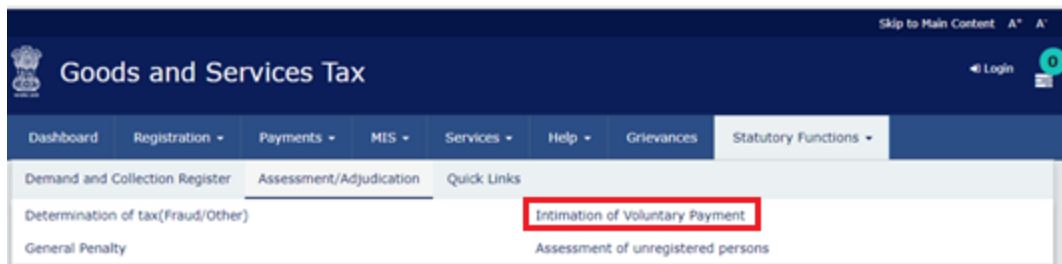 Skip to Main Content A+ A-
Goods and Services Tax
Login 0
Dashboard Registration Payments MIS Services Help Grievances Statutory Functions
Demand and Collection Register Assessment/Adjudication Quick Links
Determination of tax(Fraud/Other) Intimation of Voluntary Payment
General Penalty Assessment of unregistered persons